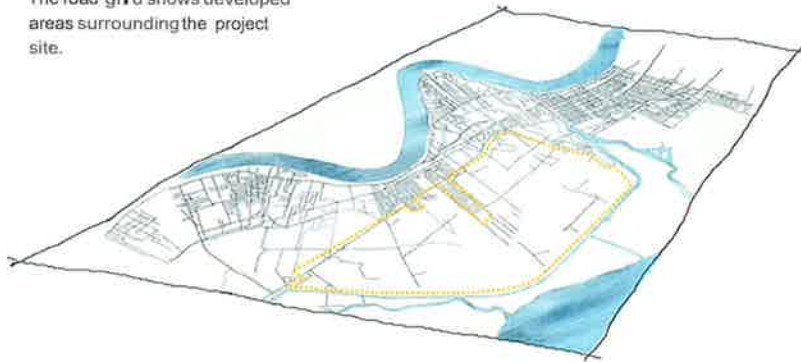 The road grid shows developed
areas surrounding the project
site.